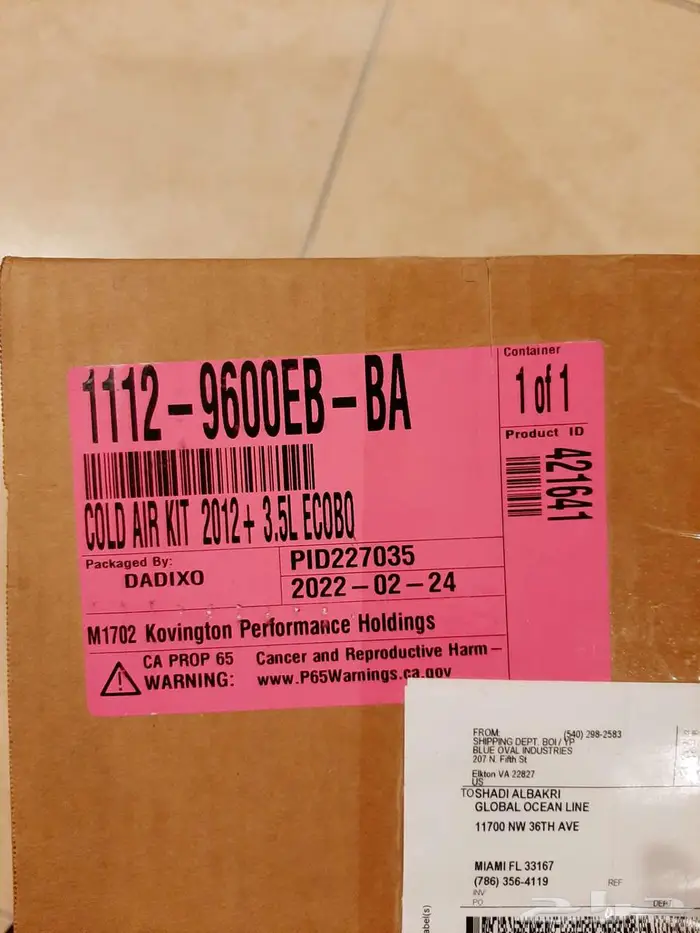 1112-9600EB-BA
COLD AIR KIT 2012+ 3.5L ECOBO
Packaged By:
DADIXO
PID227035
2022-02-24
M1702 Kovington Performance Holdings
CA PROP 65 Cancer and Reproductive Harm -
WARNING: www.P65Warnings.ca.gov
Container
1 of 1
Product ID
421641
FROM: (540) 298-2583
SHIPPING DEPT. BOI / YP
BLUE OVAL INDUSTRIES
207 N. Fifth St
Elkton VA 22827
US
TO SHADI ALBAKRI
GLOBAL OCEAN LINE
11700 NW 36TH AVE
MIAMI FL 33167
(786) 356-4119
REF
INV
PO
DEPT
abel(s)